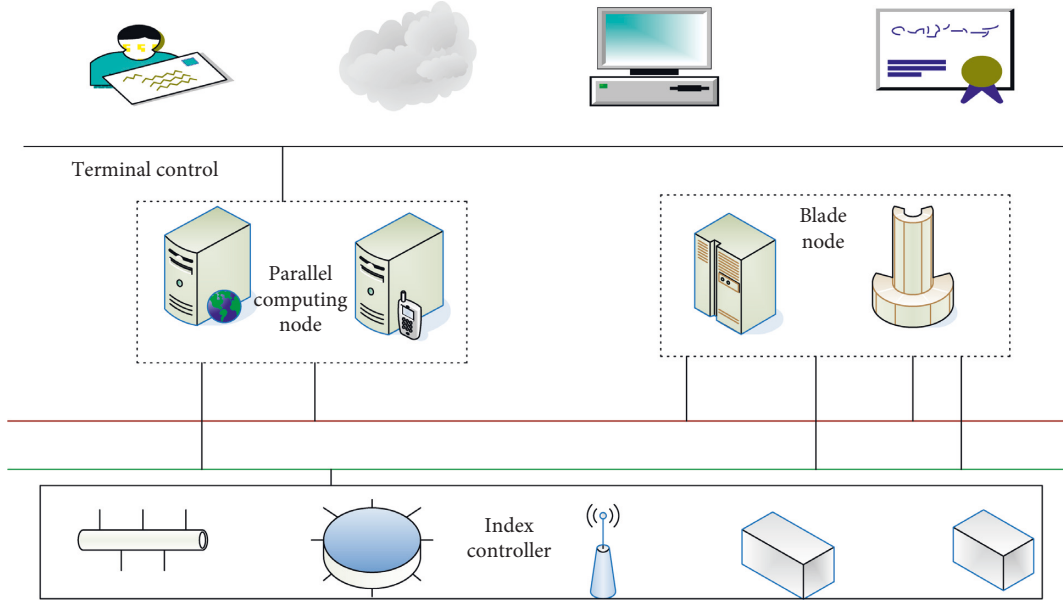 Terminal control
Parallel
computing
node
Blade
node
Index
controller